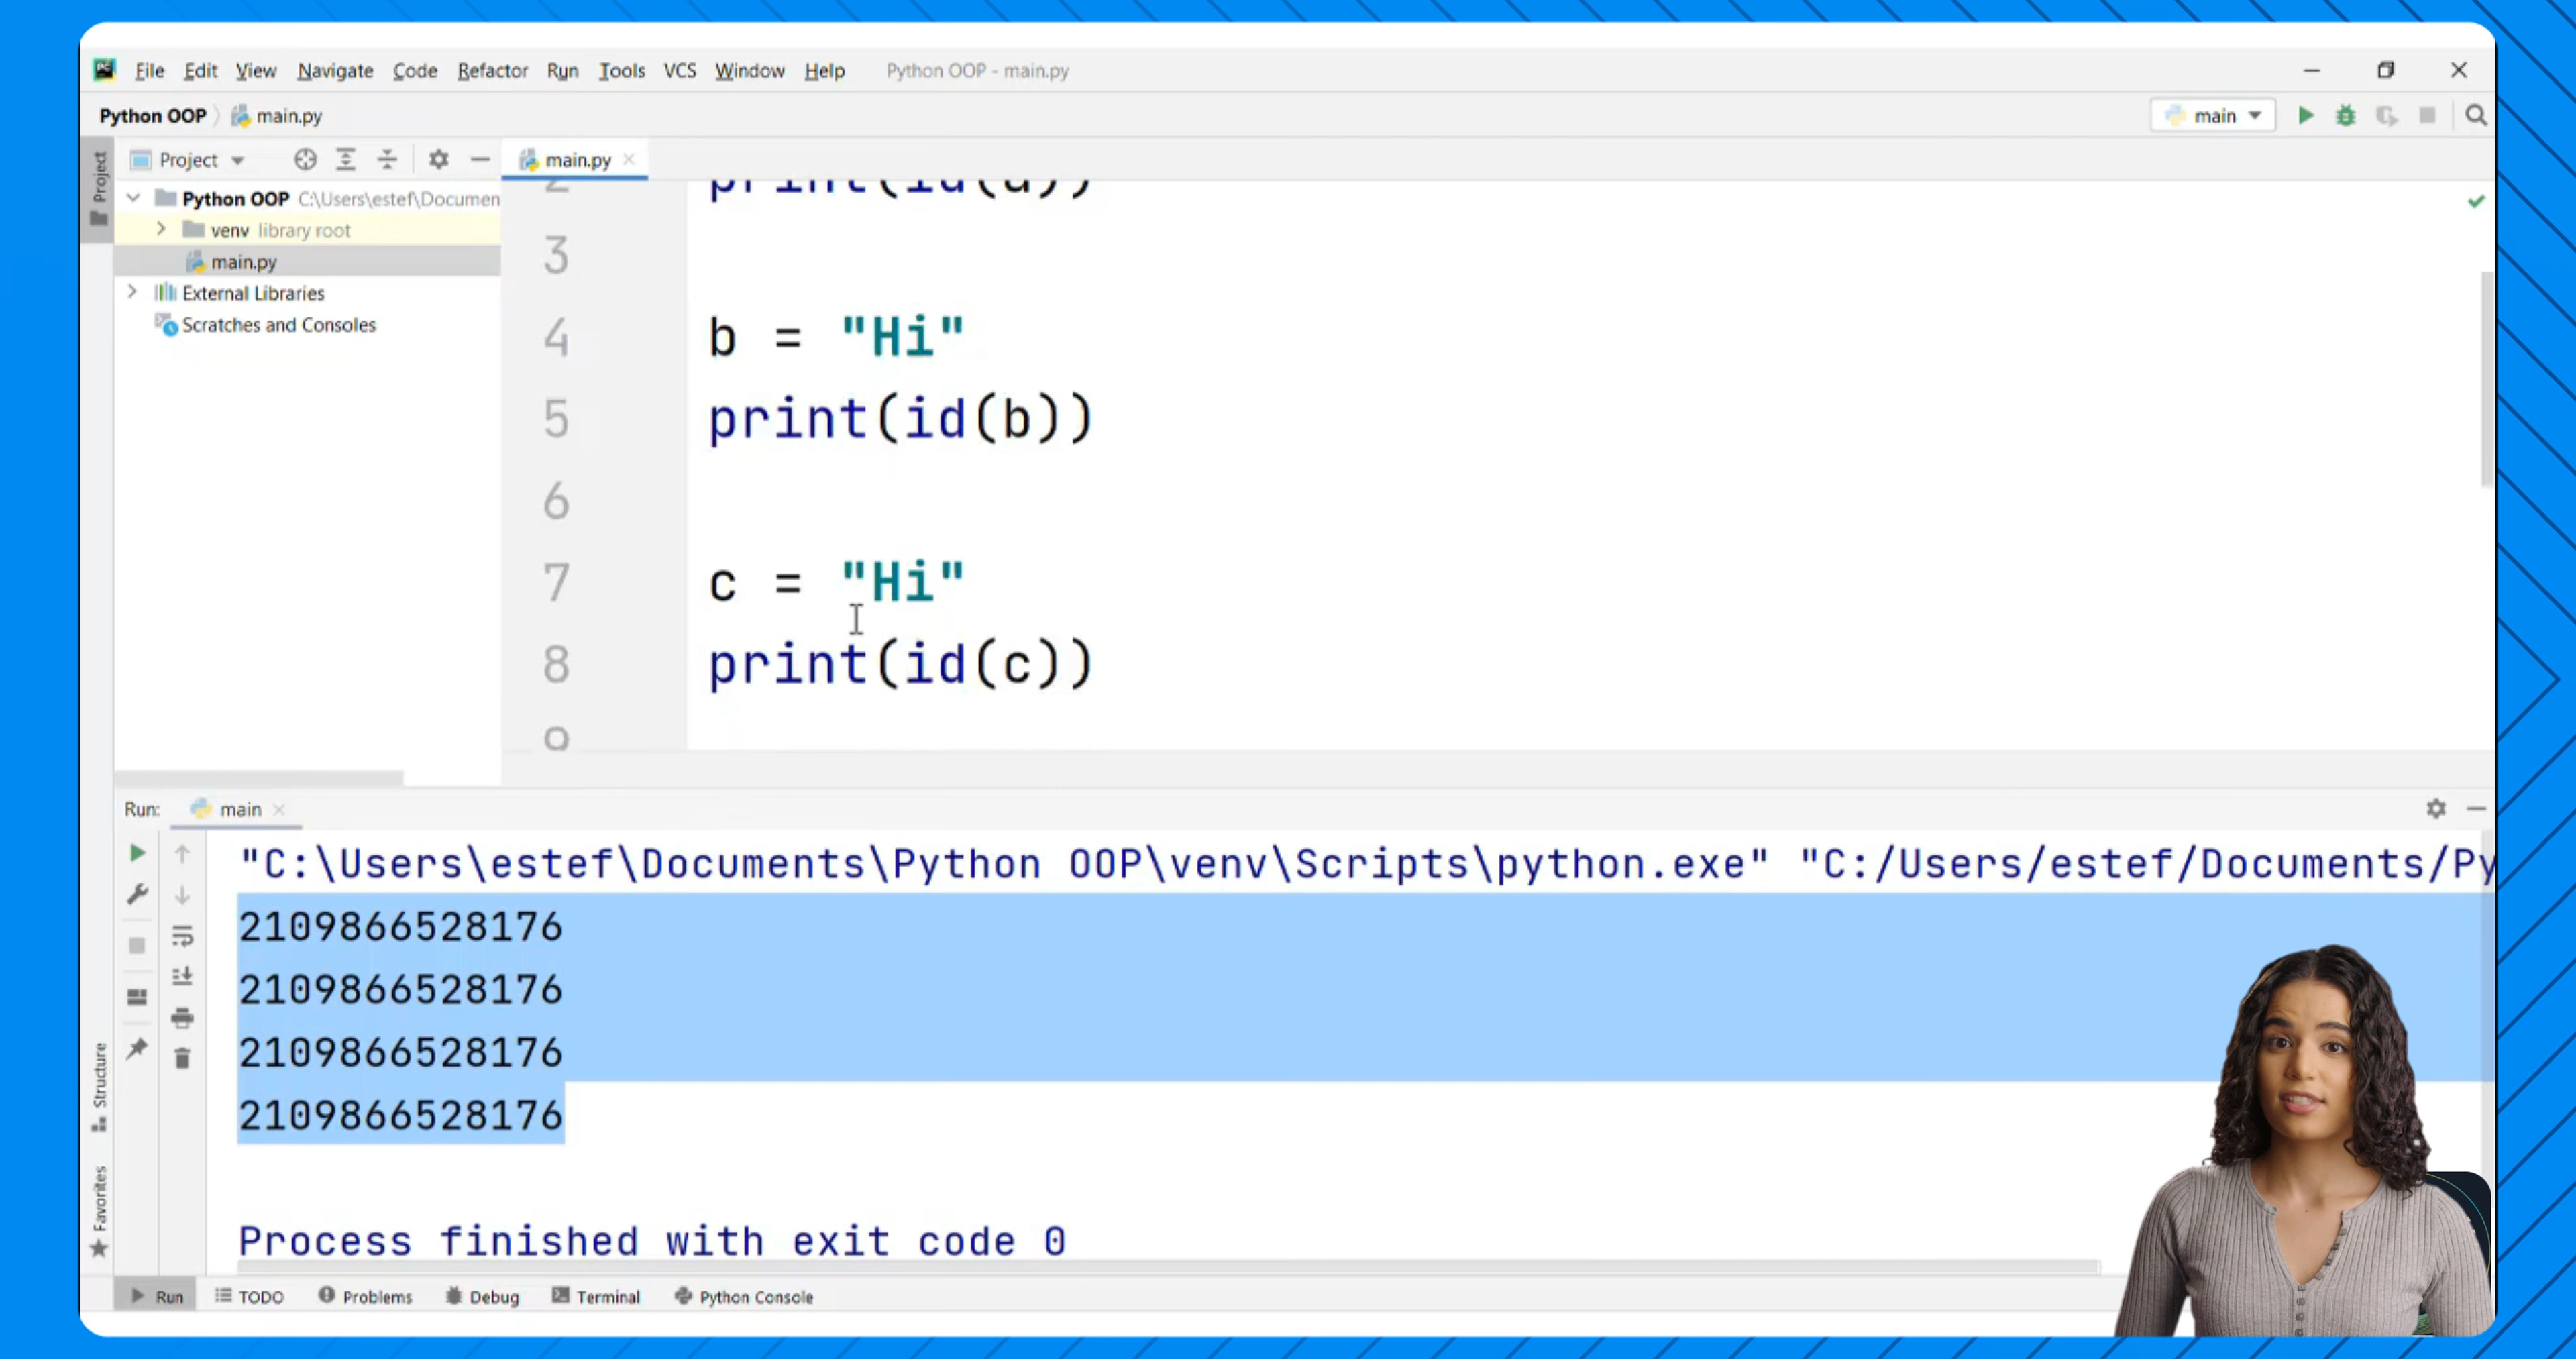 File Edit View Navigate Code Refactor Run Tools VCS Window Help Python OOP - main.py
Python OOP main.py
main
Project
Project
main.py
Python OOP C:\Users\estef\Documen
venv library root
main.py
External Libraries
Scratches and Consoles
2 print(id(a))
3
4 b = "Hi"
5 print(id(b))
6
7 c = "Hi"
8 print(id(c))
9
Run: main
"C:\Users\estef\Documents\Python OOP\venv\Scripts\python.exe" "C:/Users/estef/Documents/Py
2109866528176
2109866528176
2109866528176
2109866528176
Process finished with exit code 0
Structure
Favorites
Run TODO Problems Debug Terminal Python Console